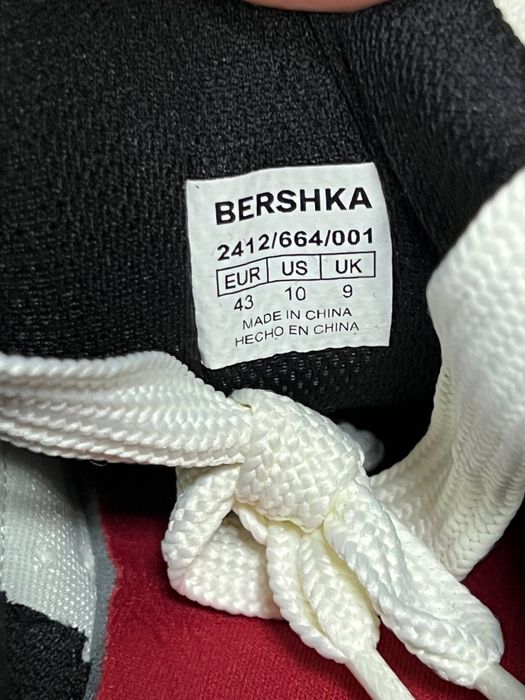 BERSHKA
2412/664/001
EUR US UK
43 10 9
MADE IN CHINA
HECHO EN CHINA